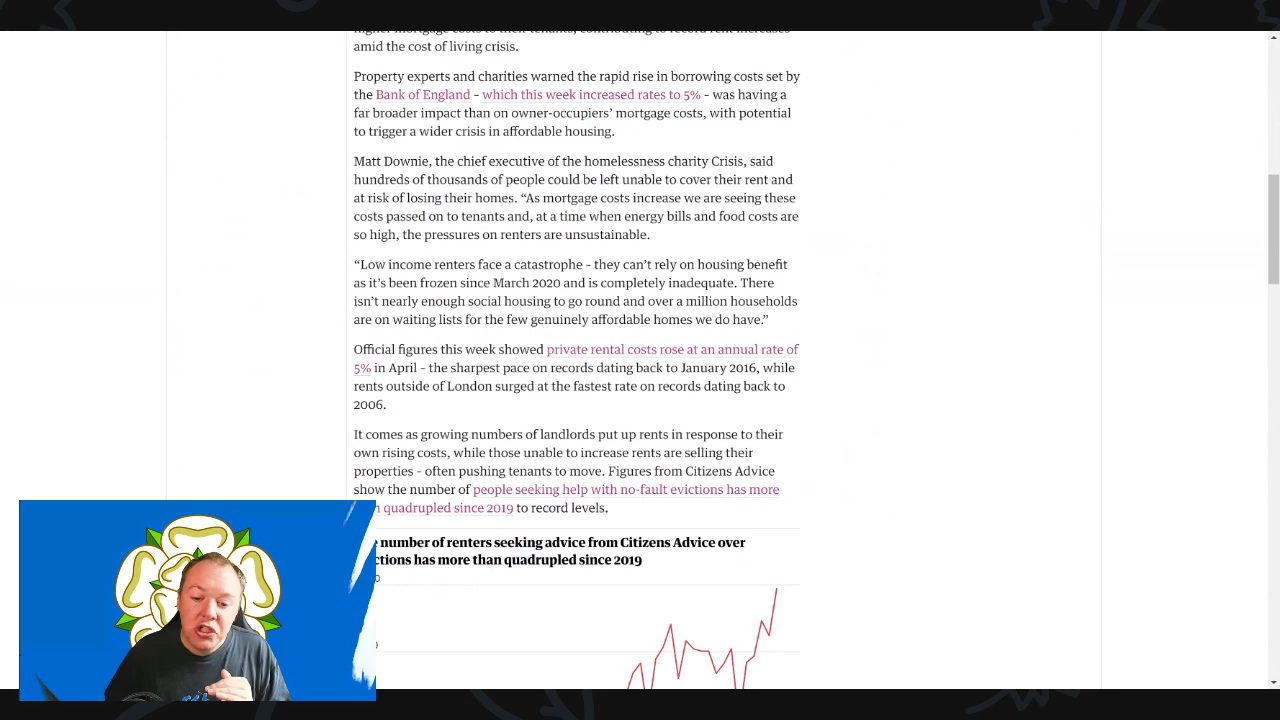 higher mortgage costs to their tenants, contributing to record rent increases
amid the cost of living crisis.
Property experts and charities warned the rapid rise in borrowing costs set by
the Bank of England – which this week increased rates to 5% – was having a
far broader impact than on owner-occupiers’ mortgage costs, with potential
to trigger a wider crisis in affordable housing.
Matt Downie, the chief executive of the homelessness charity Crisis, said
hundreds of thousands of people could be left unable to cover their rent and
at risk of losing their homes. “As mortgage costs increase we are seeing these
costs passed on to tenants and, at a time when energy bills and food costs are
so high, the pressures on renters are unsustainable.
“Low income renters face a catastrophe – they can’t rely on housing benefit
as it’s been frozen since March 2020 and is completely inadequate. There
isn’t nearly enough social housing to go round and over a million households
are on waiting lists for the few genuinely affordable homes we do have.”
Official figures this week showed private rental costs rose at an annual rate of
5% in April – the sharpest pace on records dating back to January 2016, while
rents outside of London surged at the fastest rate on records dating back to
2006.
It comes as growing numbers of landlords put up rents in response to their
own rising costs, while those unable to increase rents are selling their
properties – often pushing tenants to move. Figures from Citizens Advice
show the number of people seeking help with no-fault evictions has more
quadrupled since 2019 to record levels.
number of renters seeking advice from Citizens Advice over
ctions has more than quadrupled since 2019